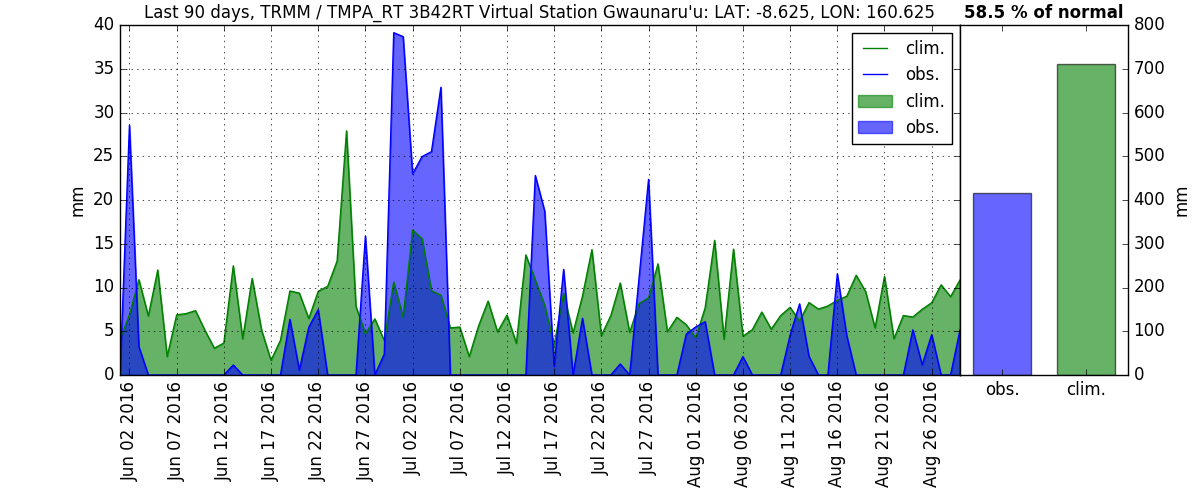 Last 90 days, TRMM / TMPA_RT 3B42RT Virtual Station Gwaunaru'u: LAT: -8.625, LON: 160.625
58.5 % of normal
40
35
30
25
20
15
10
5
0
mm
clim.
obs.
clim.
obs.
800
700
600
500
400
300
200
100
0
mm
Jun 02 2016
Jun 07 2016
Jun 12 2016
Jun 17 2016
Jun 22 2016
Jun 27 2016
Jul 02 2016
Jul 07 2016
Jul 12 2016
Jul 17 2016
Jul 22 2016
Jul 27 2016
Aug 01 2016
Aug 06 2016
Aug 11 2016
Aug 16 2016
Aug 21 2016
Aug 26 2016
obs.
clim.